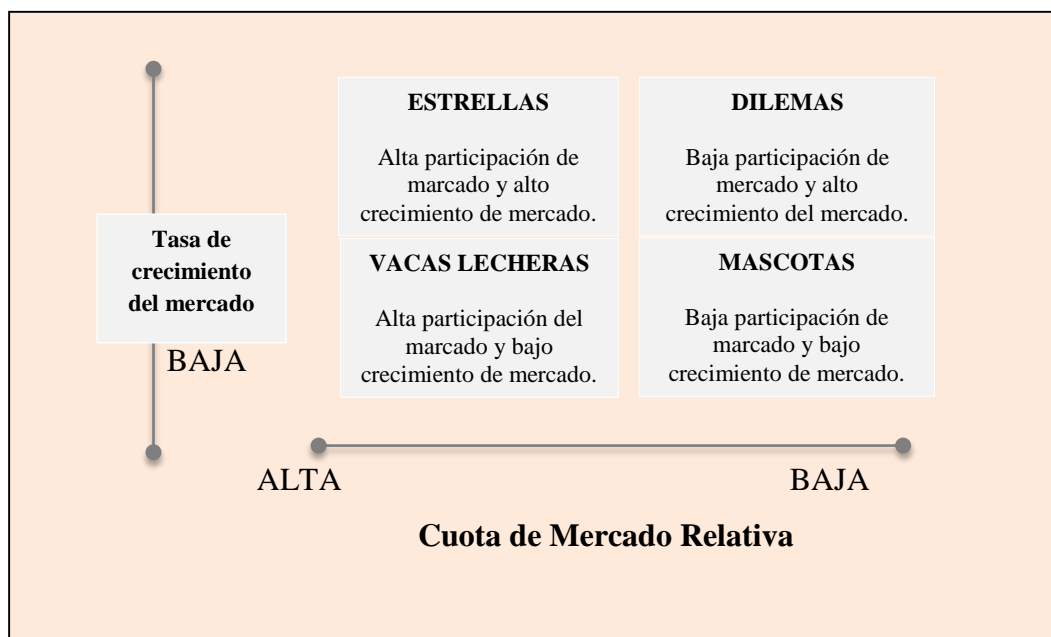 ESTRELLAS
Alta participación de
marcado y alto
crecimiento de mercado.
DILEMAS
Baja participación de
mercado y alto
crecimiento del mercado.
Tasa de
crecimiento
del mercado
BAJA
VACAS LECHERAS
Alta participación del
marcado y bajo
crecimiento de mercado.
MASCOTAS
Baja participación de
marcado y bajo
crecimiento de mercado.
ALTA
BAJA
Cuota de Mercado Relativa